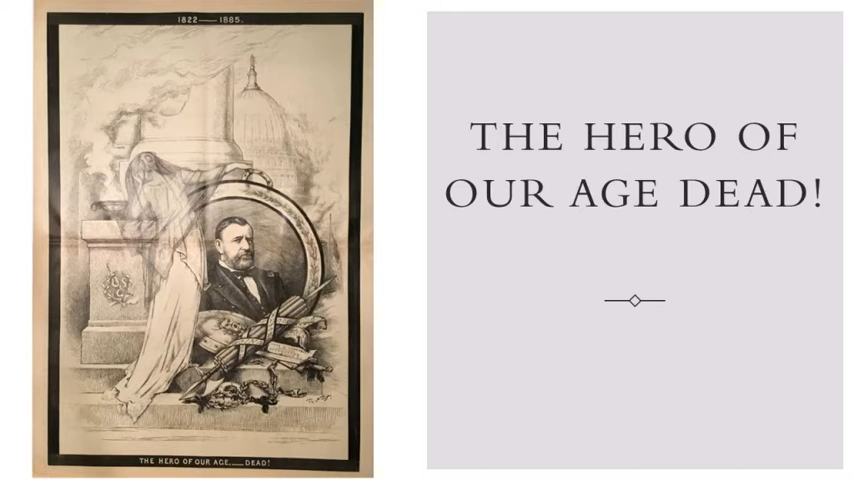 1822—1885.
THE HERO OF OUR AGE.—DEAD!
THE HERO OF
OUR AGE DEAD!